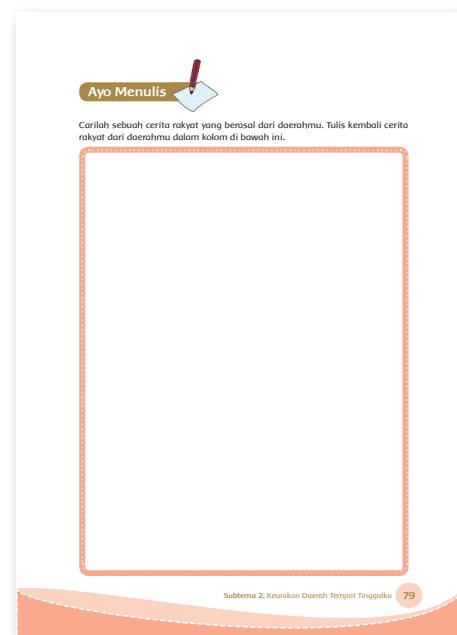 Ayo Menulis
Carilah sebuah cerita rakyat yang berasal dari daerahmu. Tulis kembali cerita
rakyat dari daerahmu dalam kolom di bawah ini.
Subtema 2: Keunikan Daerah Tempat Tinggalku 79